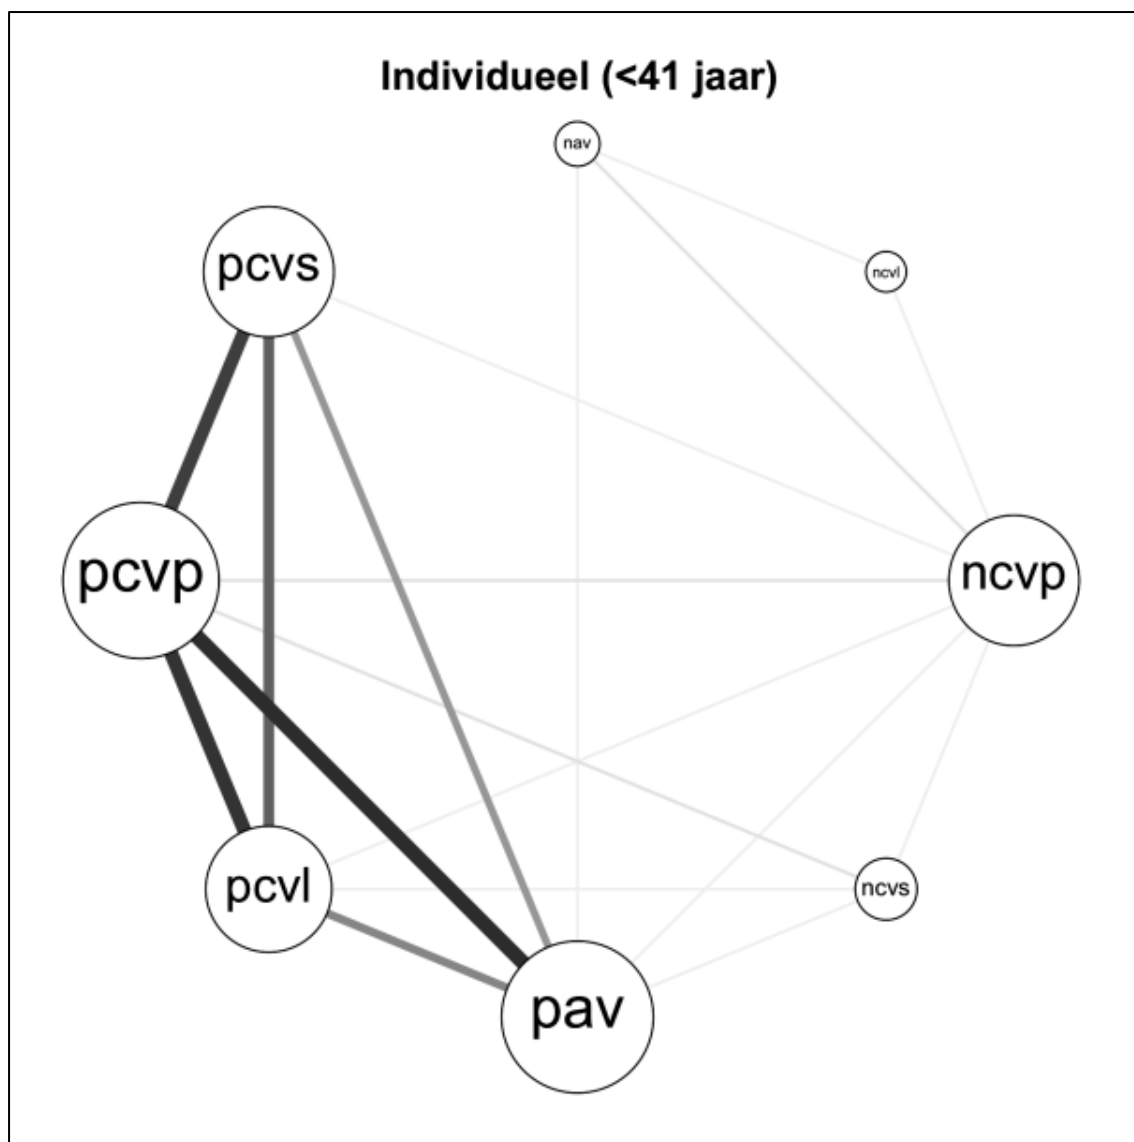 Individueel (<41 jaar)
nav
pcvs
ncvl
pcvp
ncvp
pcvl
ncvs
pav